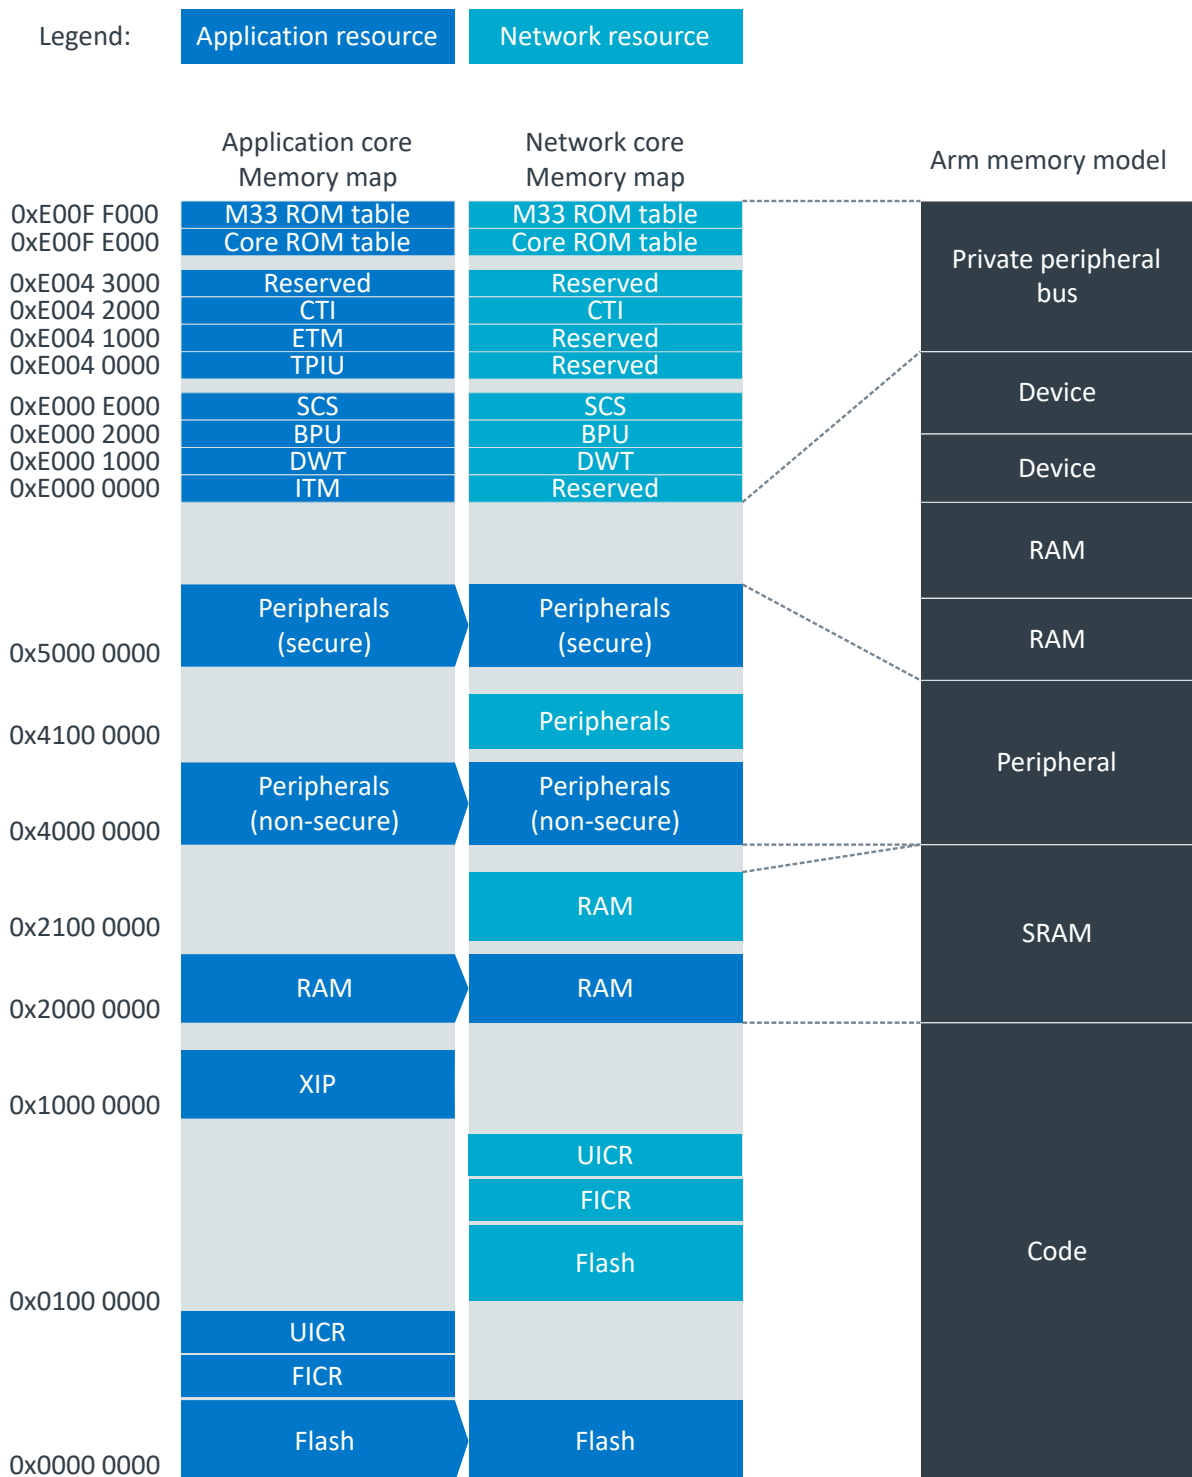 Legend:
Application resource
Network resource
Application core
Memory map
Network core
Memory map
Arm memory model
0xE00F F000
M33 ROM table
M33 ROM table
0xE00F E000
Core ROM table
Core ROM table
Private peripheral
bus
0xE004 3000
Reserved
Reserved
0xE004 2000
CTI
CTI
0xE004 1000
ETM
Reserved
0xE004 0000
TPIU
Reserved
Device
0xE000 E000
SCS
SCS
0xE000 2000
BPU
BPU
Device
0xE000 1000
DWT
DWT
0xE000 0000
ITM
Reserved
RAM
Peripherals
(secure)
Peripherals
(secure)
RAM
0x5000 0000
Peripherals
0x4100 0000
Peripheral
Peripherals
(non-secure)
Peripherals
(non-secure)
0x4000 0000
RAM
0x2100 0000
SRAM
RAM
RAM
0x2000 0000
XIP
0x1000 0000
UICR
FICR
Code
Flash
0x0100 0000
UICR
FICR
Flash
Flash
0x0000 0000